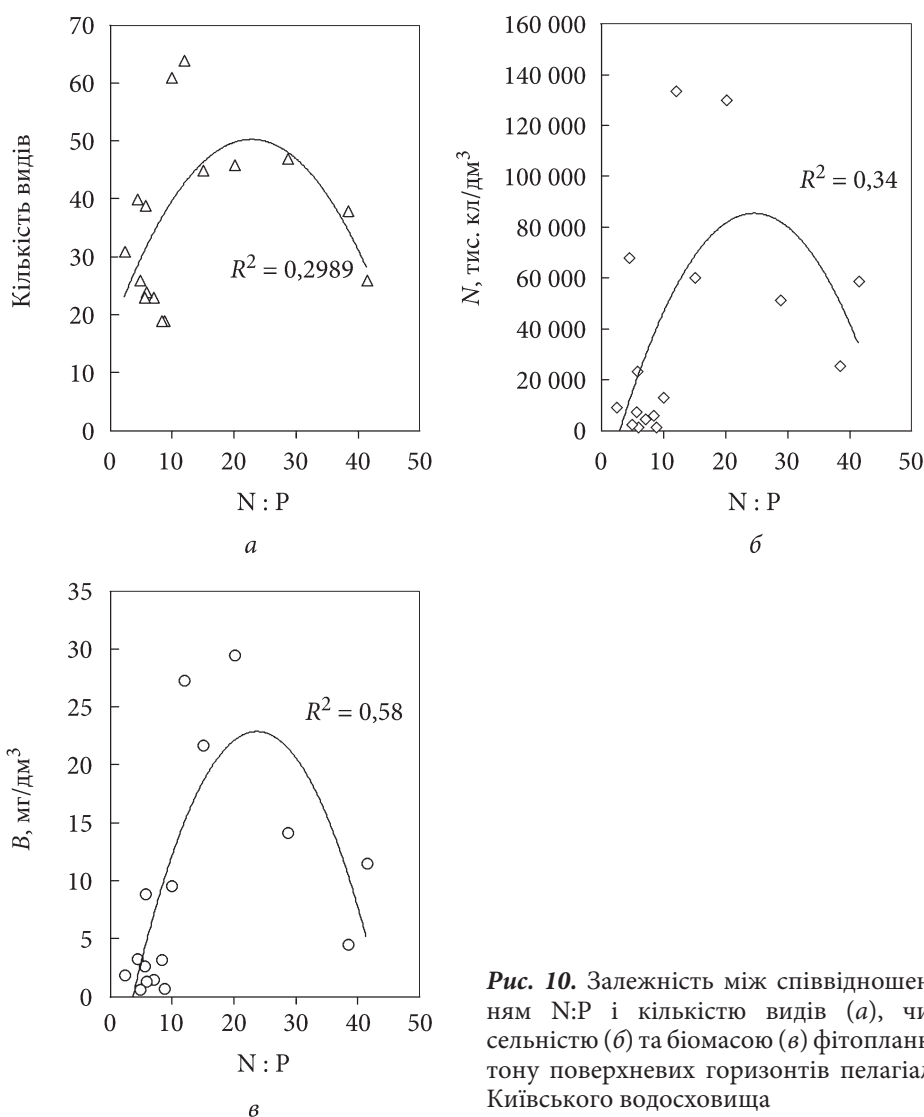 70
60
50
40
30
20
10
0
Кількість видів
R² = 0,2989
0 10 20 30 40 50
N : P
а
160 000
140 000
120 000
100 000
80 000
60 000
40 000
20 000
0
N, тис. кл/дм³
R² = 0,34
0 10 20 30 40 50
N : P
б
35
30
25
20
15
10
5
0
B, мг/дм³
R² = 0,58
0 10 20 30 40 50
N : P
в
Рис. 10. Залежність між співвідношен
ням N:P і кількістю видів (а), чи
сельністю (б) та біомасою (в) фітопланк
тону поверхневих горизонтів пелагіал
Київського водосховища